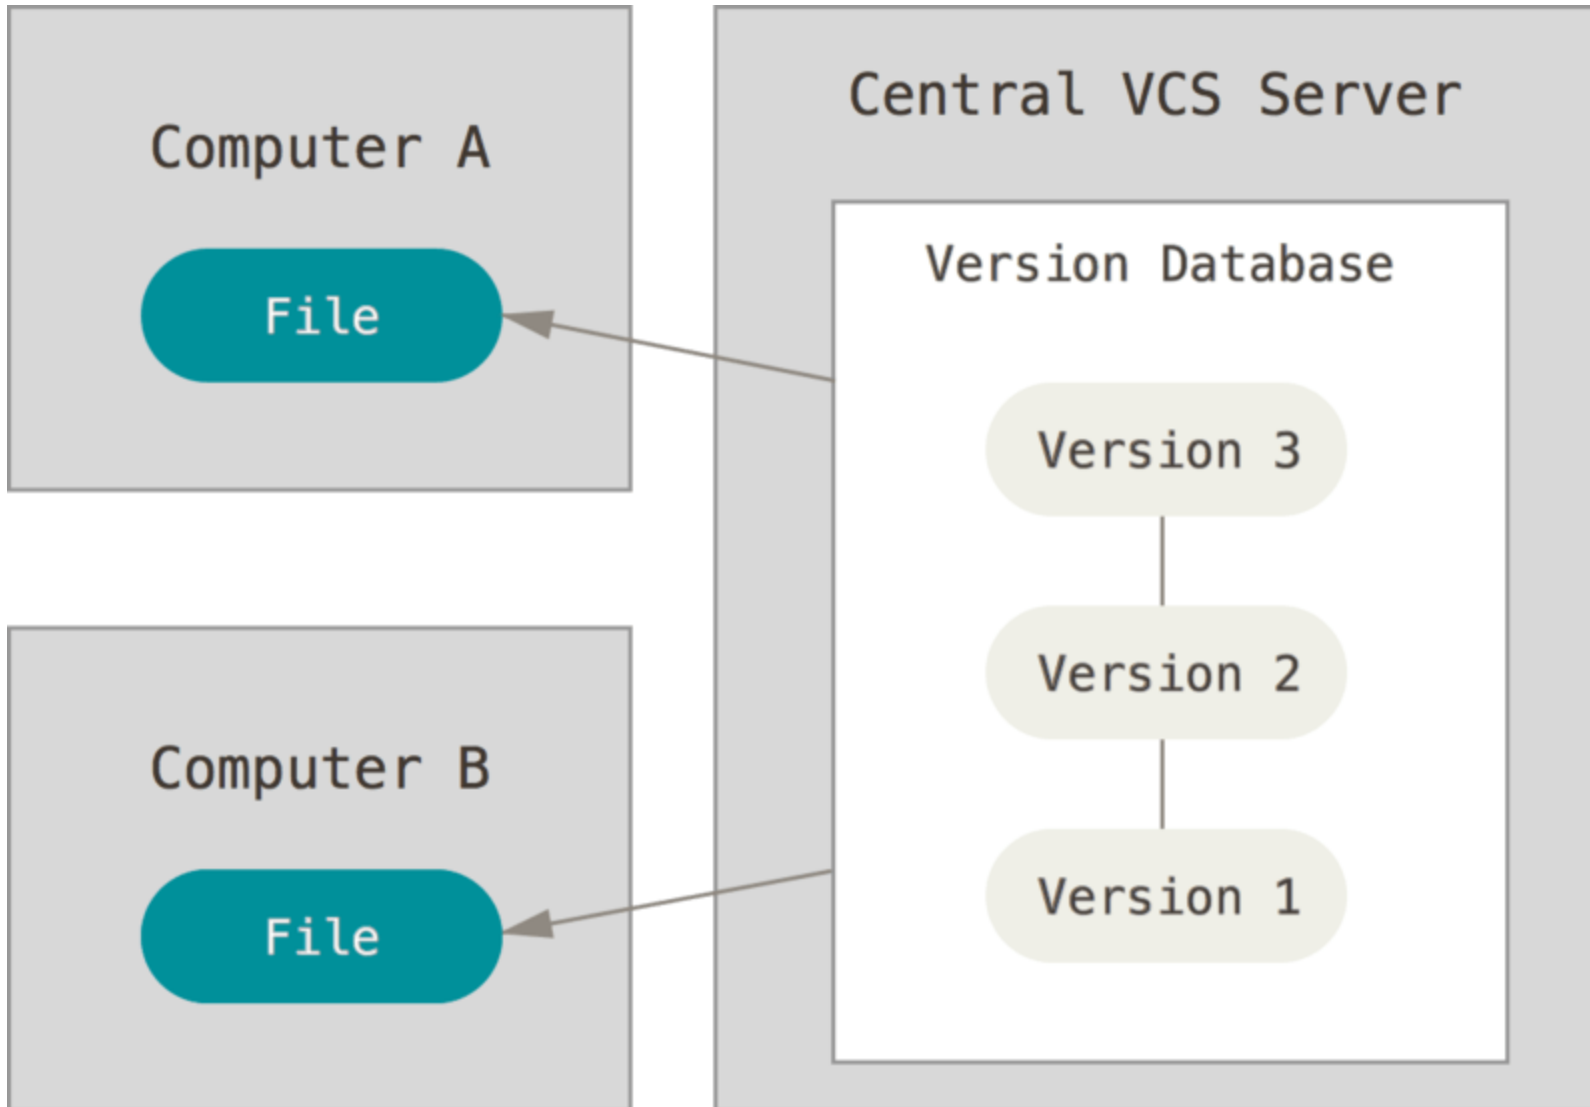 Computer A
File
Computer B
File
Central VCS Server
Version Database
Version 3
Version 2
Version 1